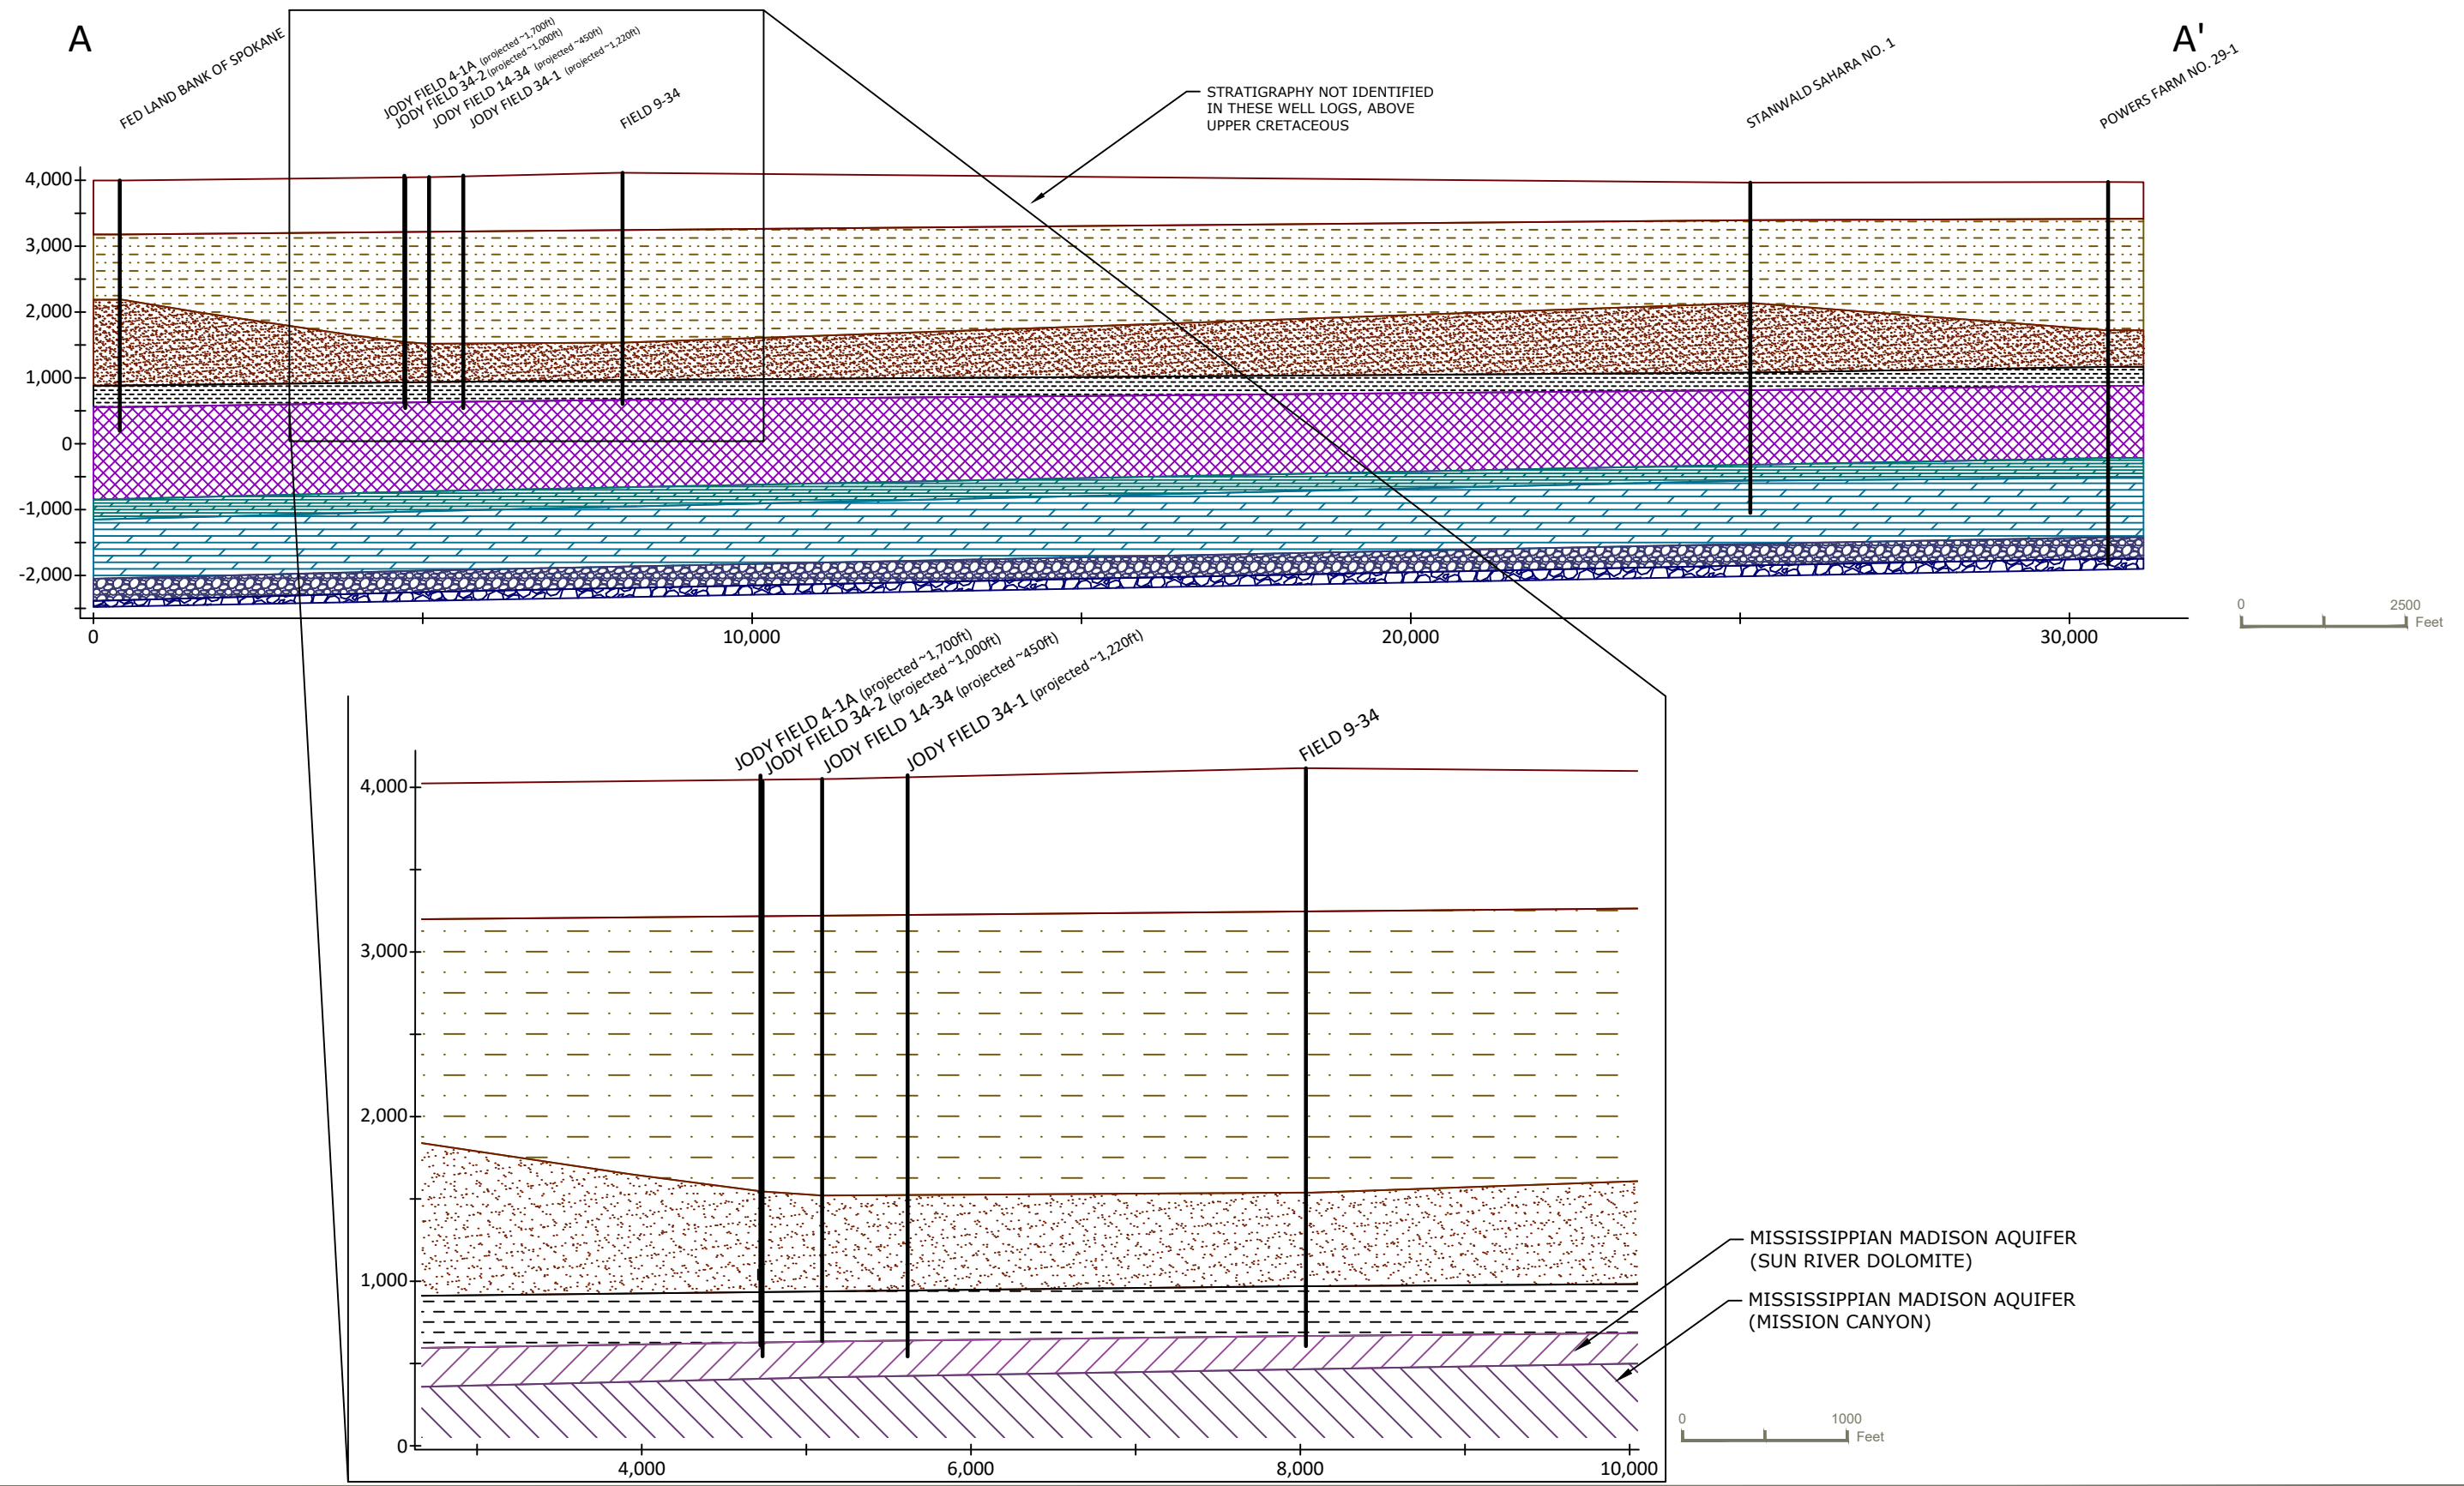 A
A'
FED LAND BANK OF SPOKANE
JODY FIELD 4-1A (projected ~1,700ft)
JODY FIELD 34-2 (projected ~1,000ft)
JODY FIELD 14-34 (projected ~450ft)
JODY FIELD 34-1 (projected ~1,220ft)
FIELD 9-34
STRATIGRAPHY NOT IDENTIFIED
IN THESE WELL LOGS, ABOVE
UPPER CRETACEOUS
STANWALD SAHARA NO. 1
POWERS FARM NO. 29-1
4,000
3,000
2,000
1,000
0
-1,000
-2,000
0
10,000
20,000
30,000
0 2500
Feet
JODY FIELD 4-1A (projected ~1,700ft)
JODY FIELD 34-2 (projected ~1,000ft)
JODY FIELD 14-34 (projected ~450ft)
JODY FIELD 34-1 (projected ~1,220ft)
FIELD 9-34
4,000
3,000
2,000
1,000
0
4,000
6,000
8,000
10,000
MISSISSIPPIAN MADISON AQUIFER
(SUN RIVER DOLOMITE)
MISSISSIPPIAN MADISON AQUIFER
(MISSION CANYON)
0 1000
Feet